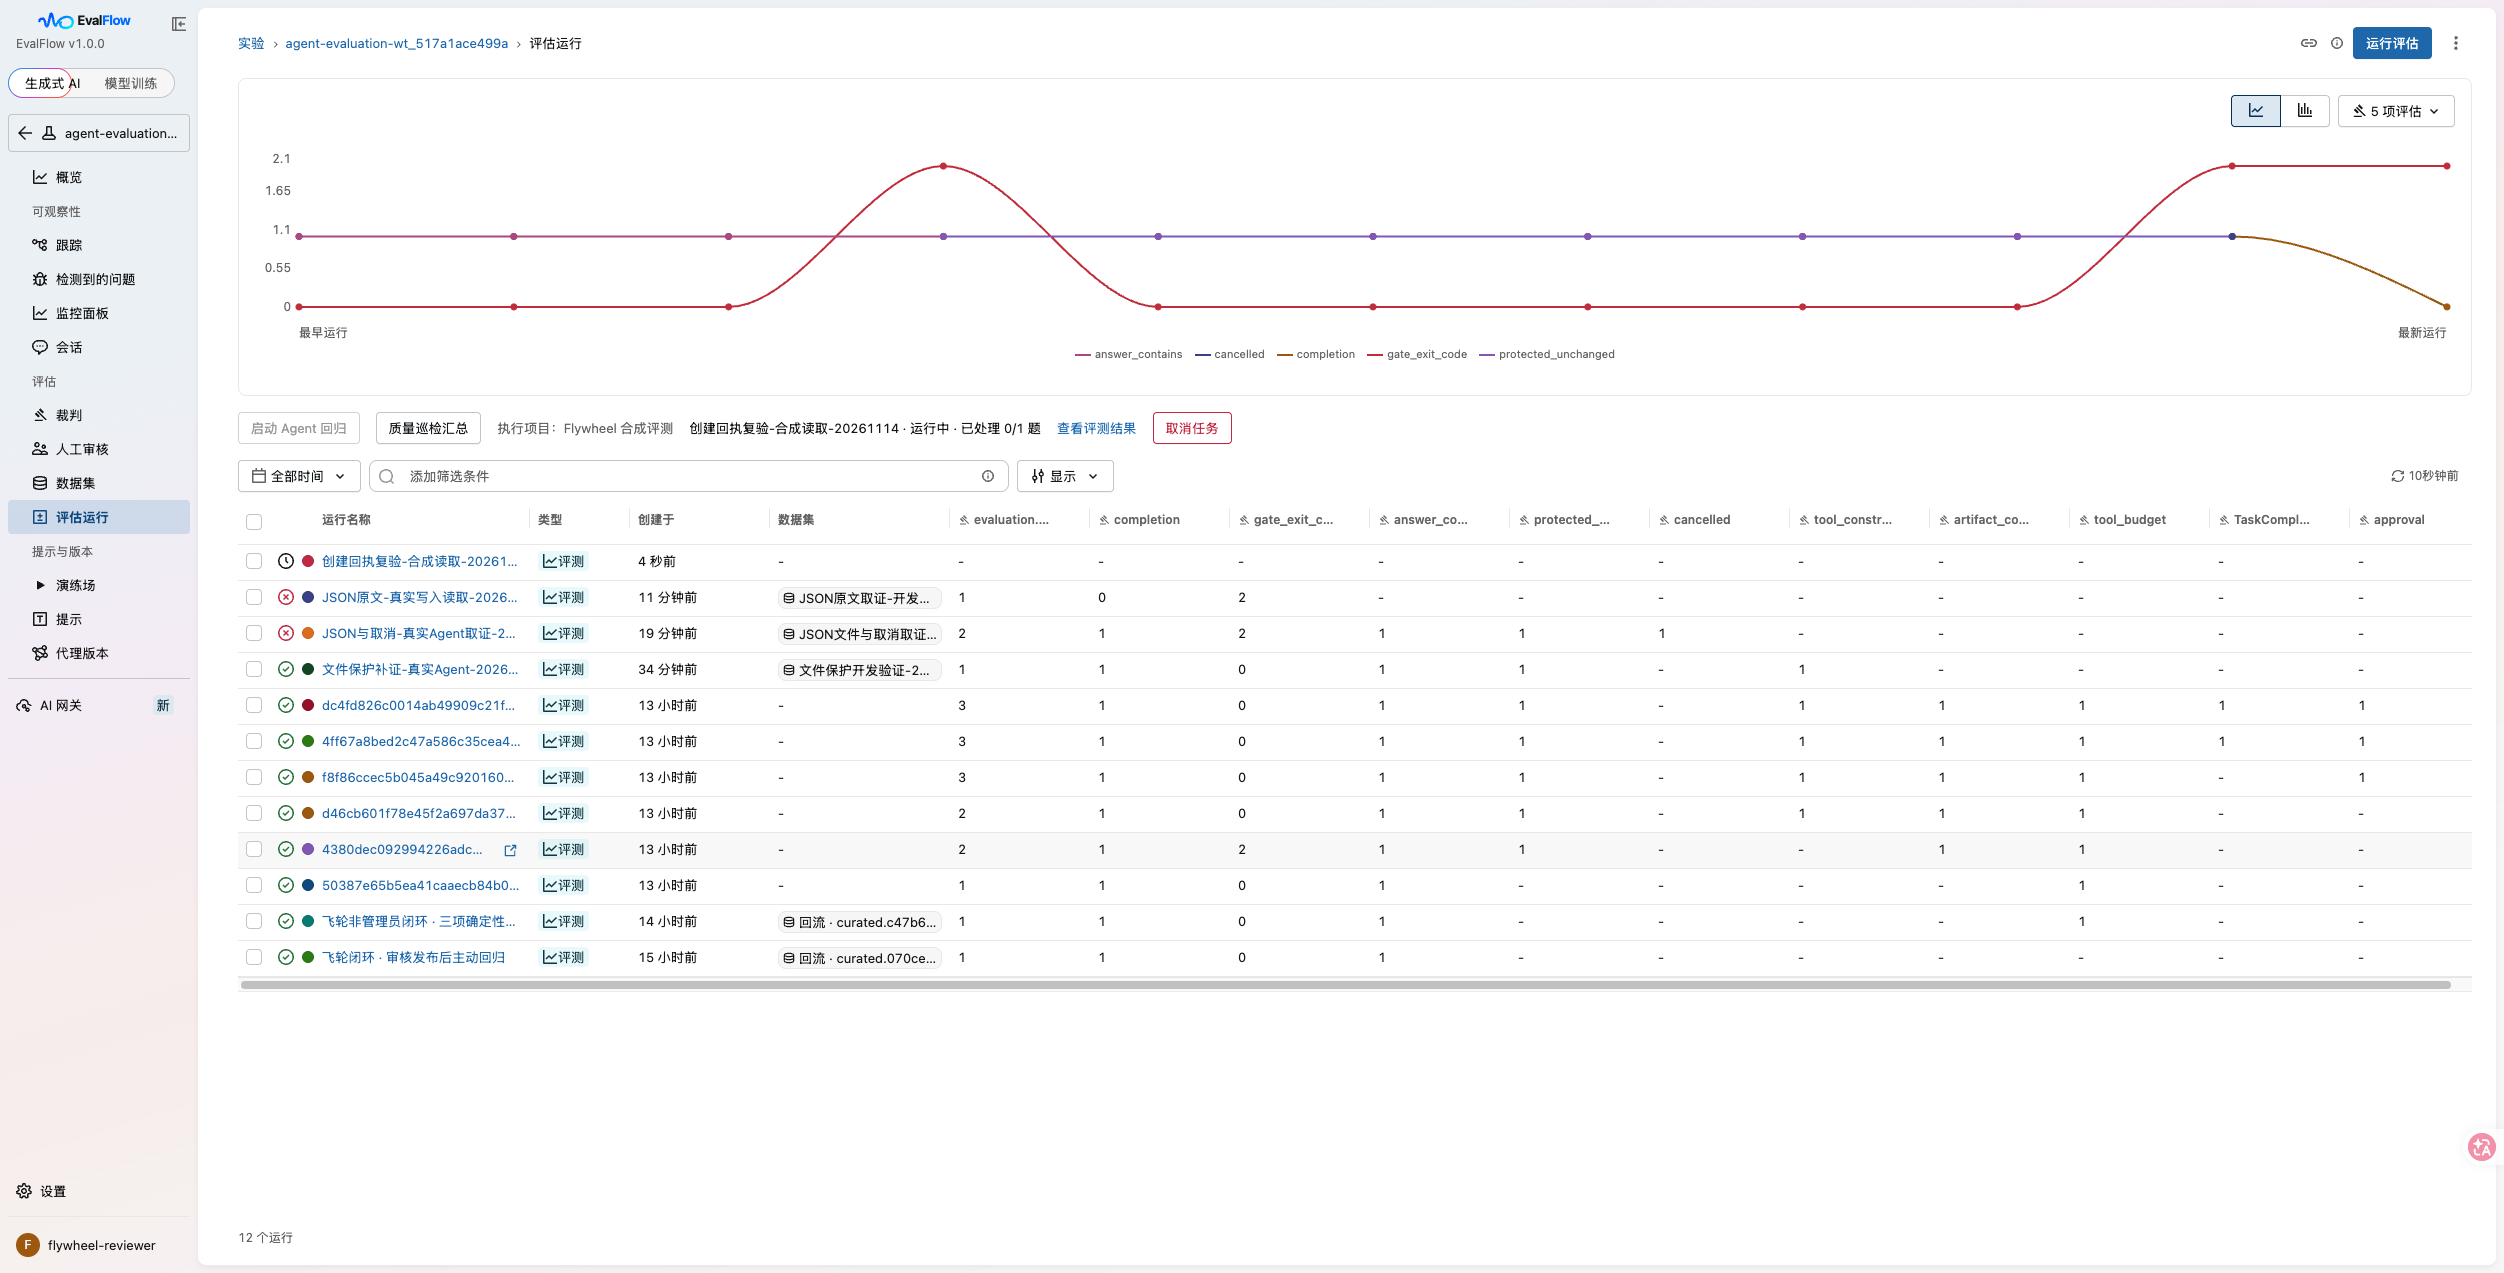 EvalFlow
EvalFlow v1.0.0
生成式 AI
模型训练
agent-evaluation...
概览
可观察性
跟踪
检测到的问题
监控面板
会话
评估
裁判
人工审核
数据集
评估运行
提示与版本
演练场
提示
代理版本
AI 网关
新
设置
F
flywheel-reviewer
实验 › agent-evaluation-wt_517a1ace499a › 评估运行
运行评估
5 项评估
2.1
1.65
1.1
0.55
0
最早运行
最新运行
answer_contains cancelled completion gate_exit_code protected_unchanged
启动 Agent 回归
质量巡检汇总
执行项目: Flywheel 合成评测
创建回执复验-合成读取-20261114 · 运行中 · 已处理 0/1 题
查看评测结果
取消任务
全部时间
添加筛选条件
显示
10秒钟前
运行名称 类型 创建于 数据集 evaluation.... completion gate_exit_c... answer_co... protected_... cancelled tool_constr... artifact_co... tool_budget TaskCompl... approval
创建回执复验-合成读取-20261... 评测 4 秒前 - - - - - - - - - - - -
JSON原文-真实写入读取-2026... 评测 11 分钟前 JSON原文取证-开发... 1 0 2 - - - - - - - -
JSON与取消-真实Agent取证-2... 评测 19 分钟前 JSON文件与取消取证... 2 1 2 1 1 1 - - - - -
文件保护补证-真实Agent-2026... 评测 34 分钟前 文件保护开发验证-2... 1 1 0 1 1 - 1 - - - -
dc4fd826c0014ab49909c21f... 评测 13 小时前 - 3 1 0 1 1 - 1 1 1 1 1
4ff67a8bed2c47a586c35cea4... 评测 13 小时前 - 3 1 0 1 1 - 1 1 1 1 1
f8f86ccec5b045a49c920160... 评测 13 小时前 - 3 1 0 1 1 - 1 1 1 - 1
d46cb601f78e45f2a697da37... 评测 13 小时前 - 2 1 0 1 1 - 1 1 1 - -
4380dec092994226adc... 评测 13 小时前 - 2 1 2 1 1 - - 1 1 - -
50387e65b5ea41caaecb84b0... 评测 13 小时前 - 1 1 0 1 - - - - 1 - -
飞轮非管理员闭环 · 三项确定性... 评测 14 小时前 回流 · curated.c47b6... 1 1 0 1 - - - - 1 - -
飞轮闭环 · 审核发布后主动回归 评测 15 小时前 回流 · curated.070ce... 1 1 0 1 - - - - - - -
12 个运行